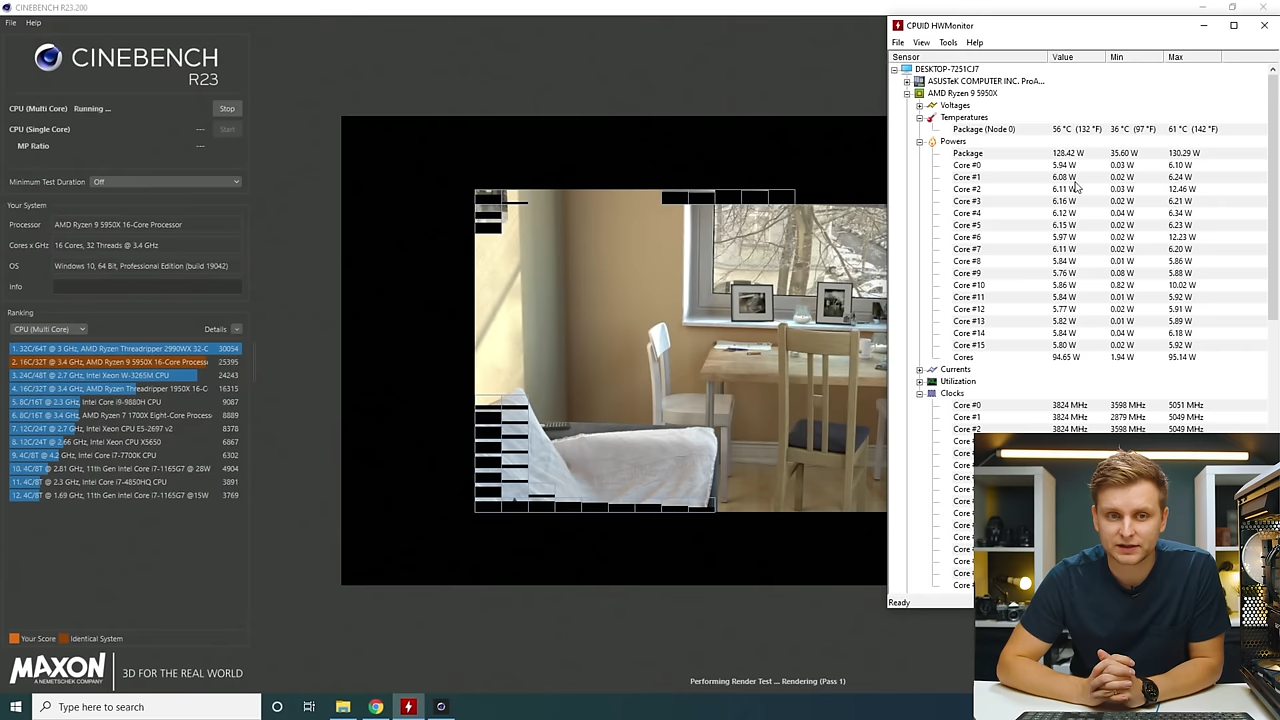 CINEBENCH R23.200
File Help
CINEBENCH
R23
CPU (Multi Core) Running ... Stop
CPU (Single Core) --- Start
MP Ratio ---
Minimum Test Duration Off
Your System
Processor AMD Ryzen 9 5950X 16-Core Processor
Cores x GHz 16 Cores, 32 Threads @ 3.4 GHz
OS Windows 10, 64 Bit, Professional Edition (build 19042)
Info
Ranking
CPU (Multi Core) Details
1. 32C/64T @ 3 GHz, AMD Ryzen Threadripper 2990WX 32-C 30054
2. 16C/32T @ 3.4 GHz, AMD Ryzen 9 5950X 16-Core Process 25395
3. 24C/48T @ 2.7 GHz, Intel Xeon W-3265M CPU 24243
4. 16C/32T @ 3.4 GHz, AMD Ryzen Threadripper 1950X 16-C 16315
5. 8C/16T @ 2.3 GHz, Intel Core i9-9880H CPU 9087
6. 8C/16T @ 3.4 GHz, AMD Ryzen 7 1700X Eight-Core Process 8889
7. 12C/24T @ 2.7 GHz, Intel Xeon CPU E5-2697 v2 8378
8. 12C/24T @ 2.66 GHz, Intel Xeon CPU X5650 6867
9. 4C/8T @ 4.2 GHz, Intel Core i7-7700K CPU 6302
10. 4C/8T @ 2.81 GHz, 11th Gen Intel Core i7-1165G7 @ 28W 4904
11. 4C/8T @ 2.3 GHz, Intel Core i7-4850HQ CPU 3891
12. 4C/8T @ 1.69 GHz, 11th Gen Intel Core i7-1165G7 @15W 3769
Your Score Identical System
MAXON
A NEMETSCHEK COMPANY
3D FOR THE REAL WORLD
Performing Render Test ... Rendering (Pass 1)
Type here to search
CPUID HWMonitor
File View Tools Help
Sensor Value Min Max
DESKTOP-7251CJ7
ASUSTeK COMPUTER INC. ProA...
AMD Ryzen 9 5950X
Voltages
Temperatures
Package (Node 0) 56 °C (132 °F) 36 °C (97 °F) 61 °C (142 °F)
Powers
Package 128.42 W 35.60 W 130.29 W
Core #0 5.94 W 0.03 W 6.10 W
Core #1 6.08 W 0.02 W 6.24 W
Core #2 6.11 W 0.03 W 12.46 W
Core #3 6.16 W 0.02 W 6.21 W
Core #4 6.12 W 0.04 W 6.34 W
Core #5 6.15 W 0.02 W 6.23 W
Core #6 5.97 W 0.02 W 12.23 W
Core #7 6.11 W 0.02 W 6.20 W
Core #8 5.84 W 0.01 W 5.86 W
Core #9 5.76 W 0.08 W 5.88 W
Core #10 5.86 W 0.82 W 10.02 W
Core #11 5.84 W 0.01 W 5.92 W
Core #12 5.77 W 0.02 W 5.91 W
Core #13 5.82 W 0.01 W 5.89 W
Core #14 5.84 W 0.04 W 6.18 W
Core #15 5.80 W 0.02 W 5.92 W
Cores 94.65 W 1.94 W 95.14 W
Currents
Utilization
Clocks
Core #0 3824 MHz 3598 MHz 5051 MHz
Core #1 3824 MHz 2879 MHz 5049 MHz
Core #2 3824 MHz 3598 MHz 5049 MHz
Core #
Core #
Core #
Core #
Core #
Core #
Core #
Core #
Core #
Core #
Core #
Core #
Core #
Ready